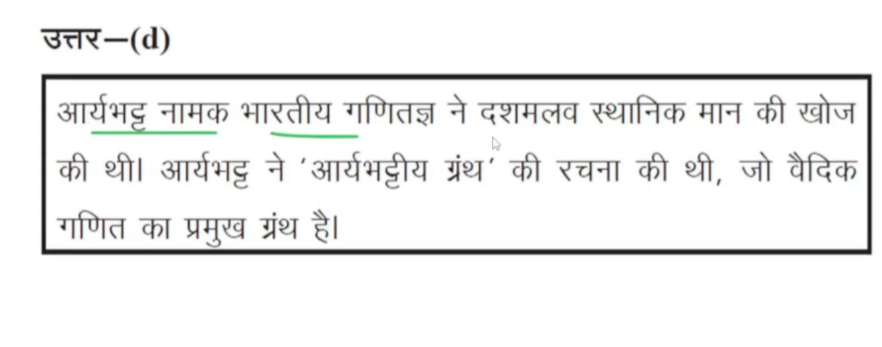 उत्तर–(d)
आर्यभट्ट नामक भारतीय गणितज्ञ ने दशमलव स्थानिक मान की खोज
की थी। आर्यभट्ट ने ‘आर्यभट्टीय ग्रंथ’ की रचना की थी, जो वैदिक
गणित का प्रमुख ग्रंथ है।